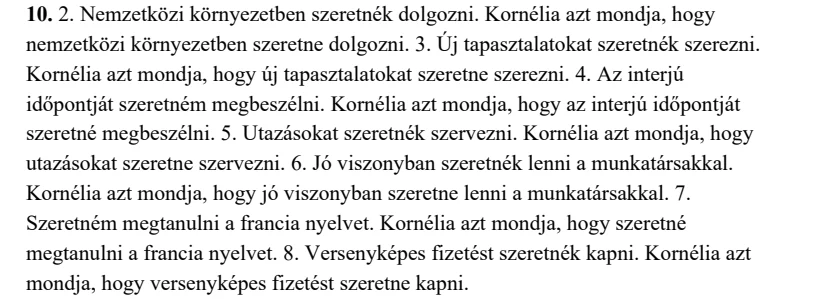 10. 2. Nemzetközi környezetben szeretnék dolgozni. Kornélia azt mondja, hogy
nemzetközi környezetben szeretne dolgozni. 3. Új tapasztalatokat szeretnék szerezni.
Kornélia azt mondja, hogy új tapasztalatokat szeretne szerezni. 4. Az interjú
időpontját szeretném megbeszélni. Kornélia azt mondja, hogy az interjú időpontját
szeretné megbeszélni. 5. Utazásokat szeretnék szervezni. Kornélia azt mondja, hogy
utazásokat szeretne szervezni. 6. Jó viszonyban szeretnék lenni a munkatársakkal.
Kornélia azt mondja, hogy jó viszonyban szeretne lenni a munkatársakkal. 7.
Szeretném megtanulni a francia nyelvet. Kornélia azt mondja, hogy szeretné
megtanulni a francia nyelvet. 8. Versenyképes fizetést szeretnék kapni. Kornélia azt
mondja, hogy versenyképes fizetést szeretne kapni.